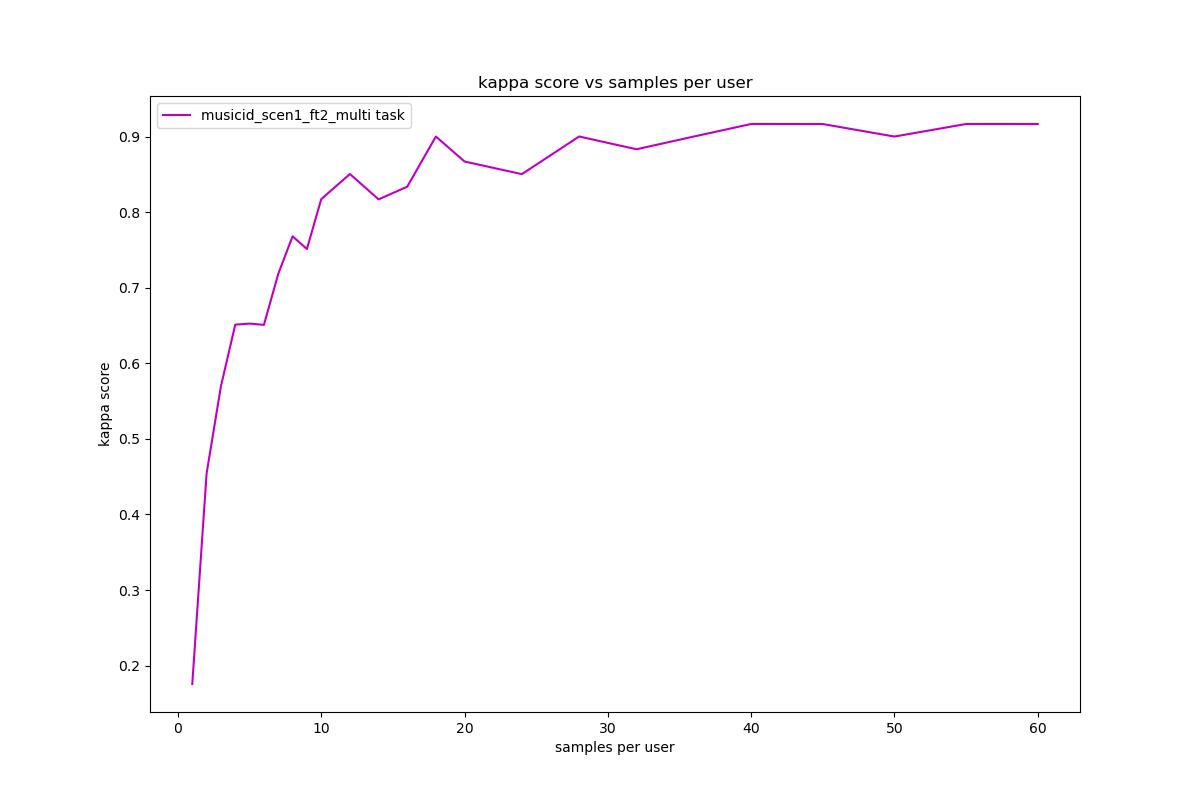 kappa score vs samples per user
musicid_scen1_ft2_multi task
kappa score
0.9
0.8
0.7
0.6
0.5
0.4
0.3
0.2
0 10 20 30 40 50 60
samples per user